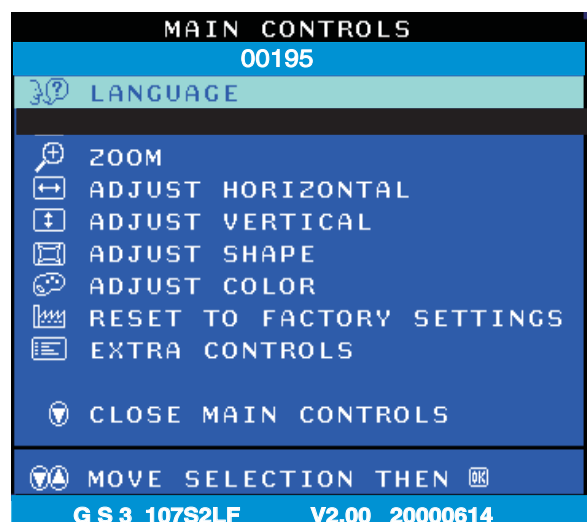 MAIN CONTROLS
00195
LANGUAGE
ZOOM
ADJUST HORIZONTAL
ADJUST VERTICAL
ADJUST SHAPE
ADJUST COLOR
RESET TO FACTORY SETTINGS
EXTRA CONTROLS
CLOSE MAIN CONTROLS
MOVE SELECTION THEN OK
G S 3 107S2LF V2.00 20000614